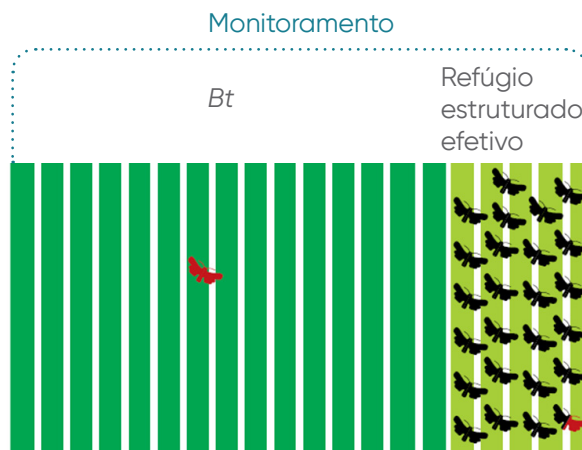 Monitoramento
Bt
Refúgio
estruturado
efetivo